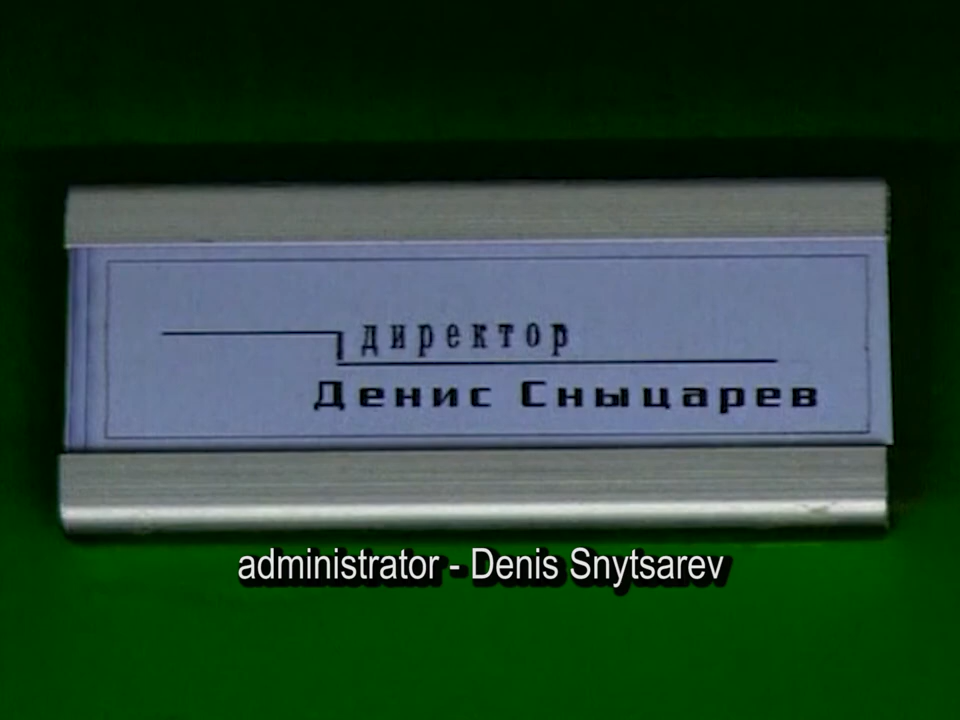 директор
Денис Сныцарев
administrator - Denis Snytsarev